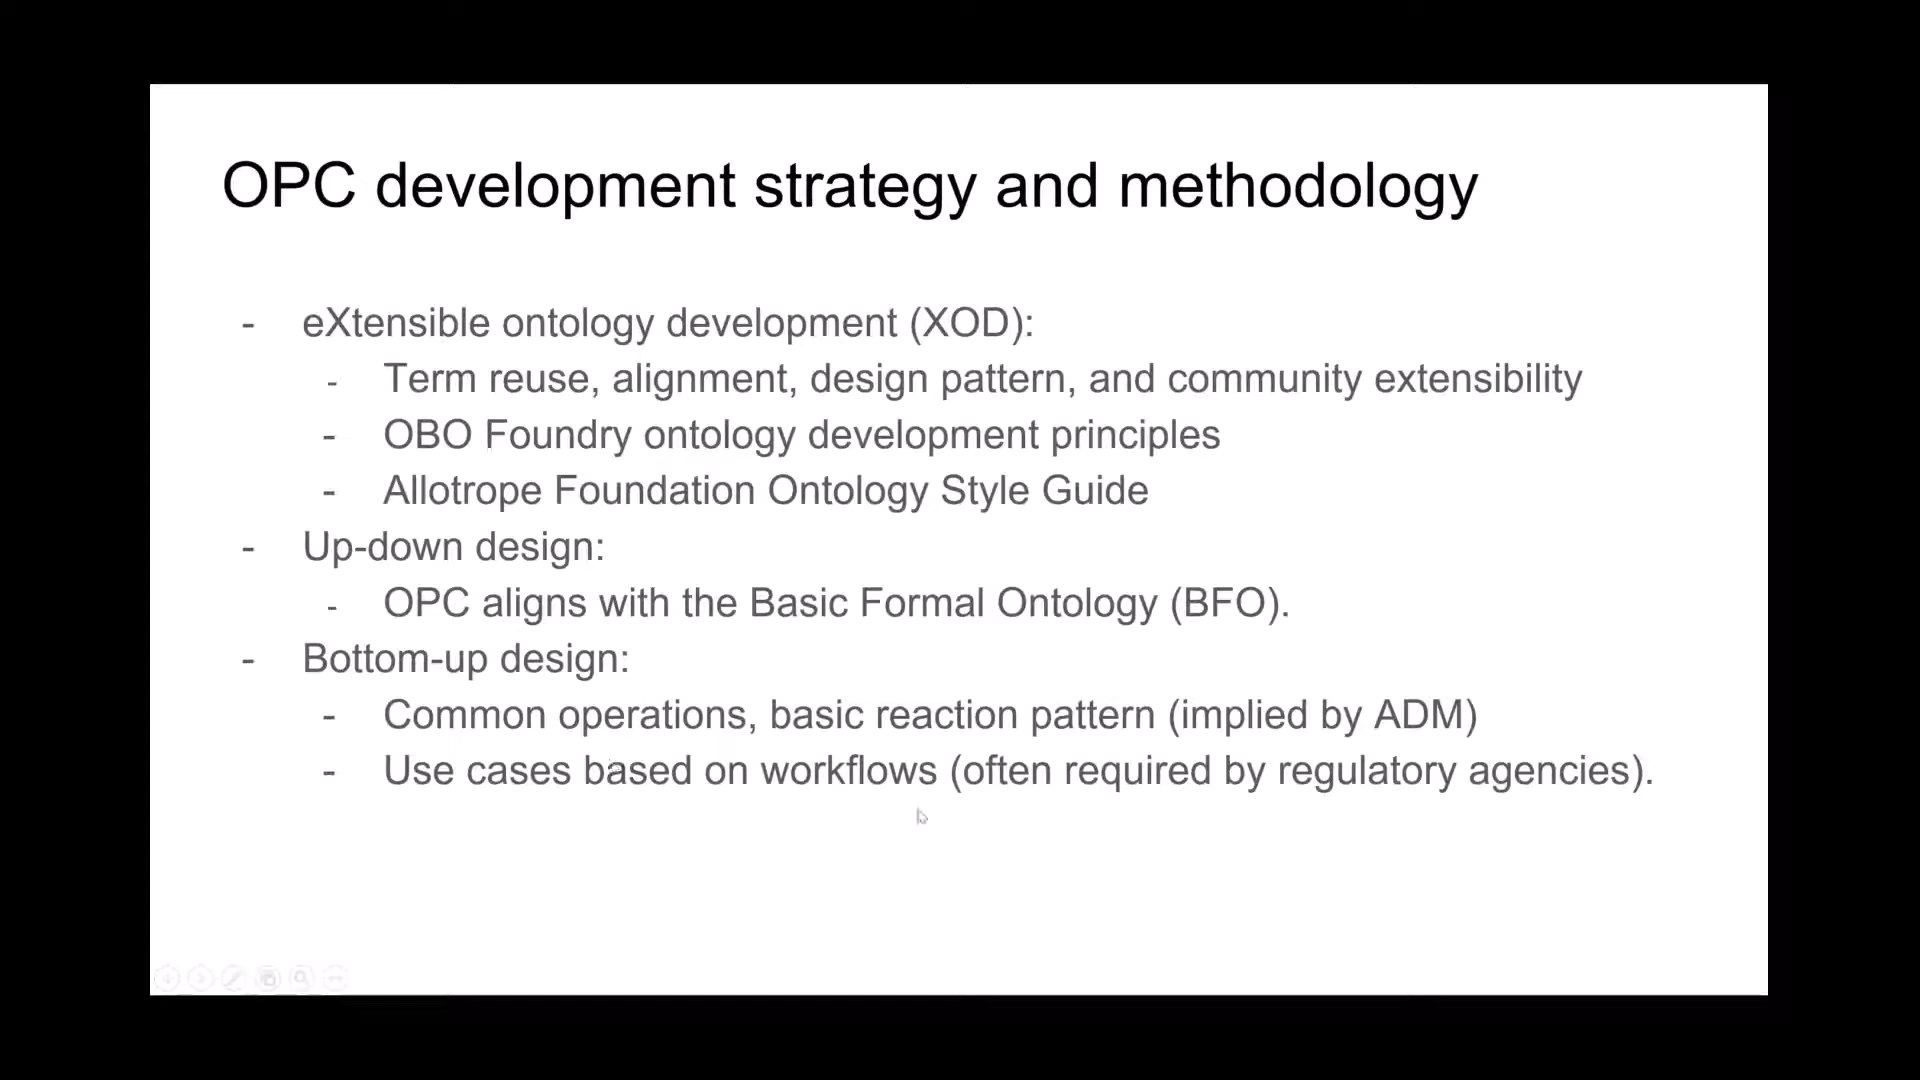 OPC development strategy and methodology
- eXtensible ontology development (XOD):
- Term reuse, alignment, design pattern, and community extensibility
- OBO Foundry ontology development principles
- Allotrope Foundation Ontology Style Guide
- Up-down design:
- OPC aligns with the Basic Formal Ontology (BFO).
- Bottom-up design:
- Common operations, basic reaction pattern (implied by ADM)
- Use cases based on workflows (often required by regulatory agencies).